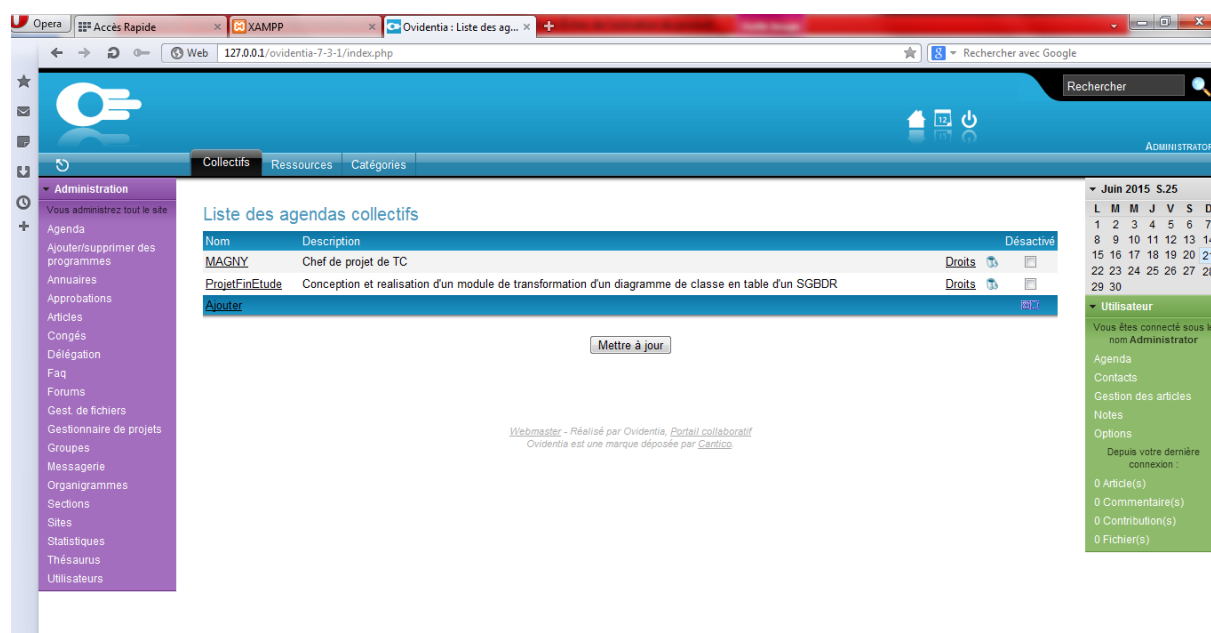 Opera
Accès Rapide
XAMPP
Ovidentia : Liste des ag...
Web 127.0.0.1/ovidentia-7-3-1/index.php
Rechercher avec Google
Rechercher
12
ADMINISTRATOR
Collectifs Ressources Catégories
Administration
Vous administrez tout le site
Agenda
Ajouter/supprimer des
programmes
Annuaires
Approbations
Articles
Congés
Délégation
Faq
Forums
Gest. de fichiers
Gestionnaire de projets
Groupes
Messagerie
Organigrammes
Sections
Sites
Statistiques
Thésaurus
Utilisateurs
Liste des agendas collectifs
Nom Description Désactivé
MAGNY Chef de projet de TC Droits
ProjetFinEtude Conception et realisation d'un module de transformation d'un diagramme de classe en table d'un SGBDR Droits
Ajouter
Mettre à jour
Webmaster - Réalisé par Ovidentia, Portail collaboratif
Ovidentia est une marque déposée par Cantico.
Juin 2015 S.25
L M M J V S D
1 2 3 4 5 6 7
8 9 10 11 12 13 14
15 16 17 18 19 20 21
22 23 24 25 26 27 28
29 30
Utilisateur
Vous êtes connecté sous le
nom Administrator
Agenda
Contacts
Gestion des articles
Notes
Options
Depuis votre dernière
connexion :
0 Article(s)
0 Commentaire(s)
0 Contribution(s)
0 Fichier(s)